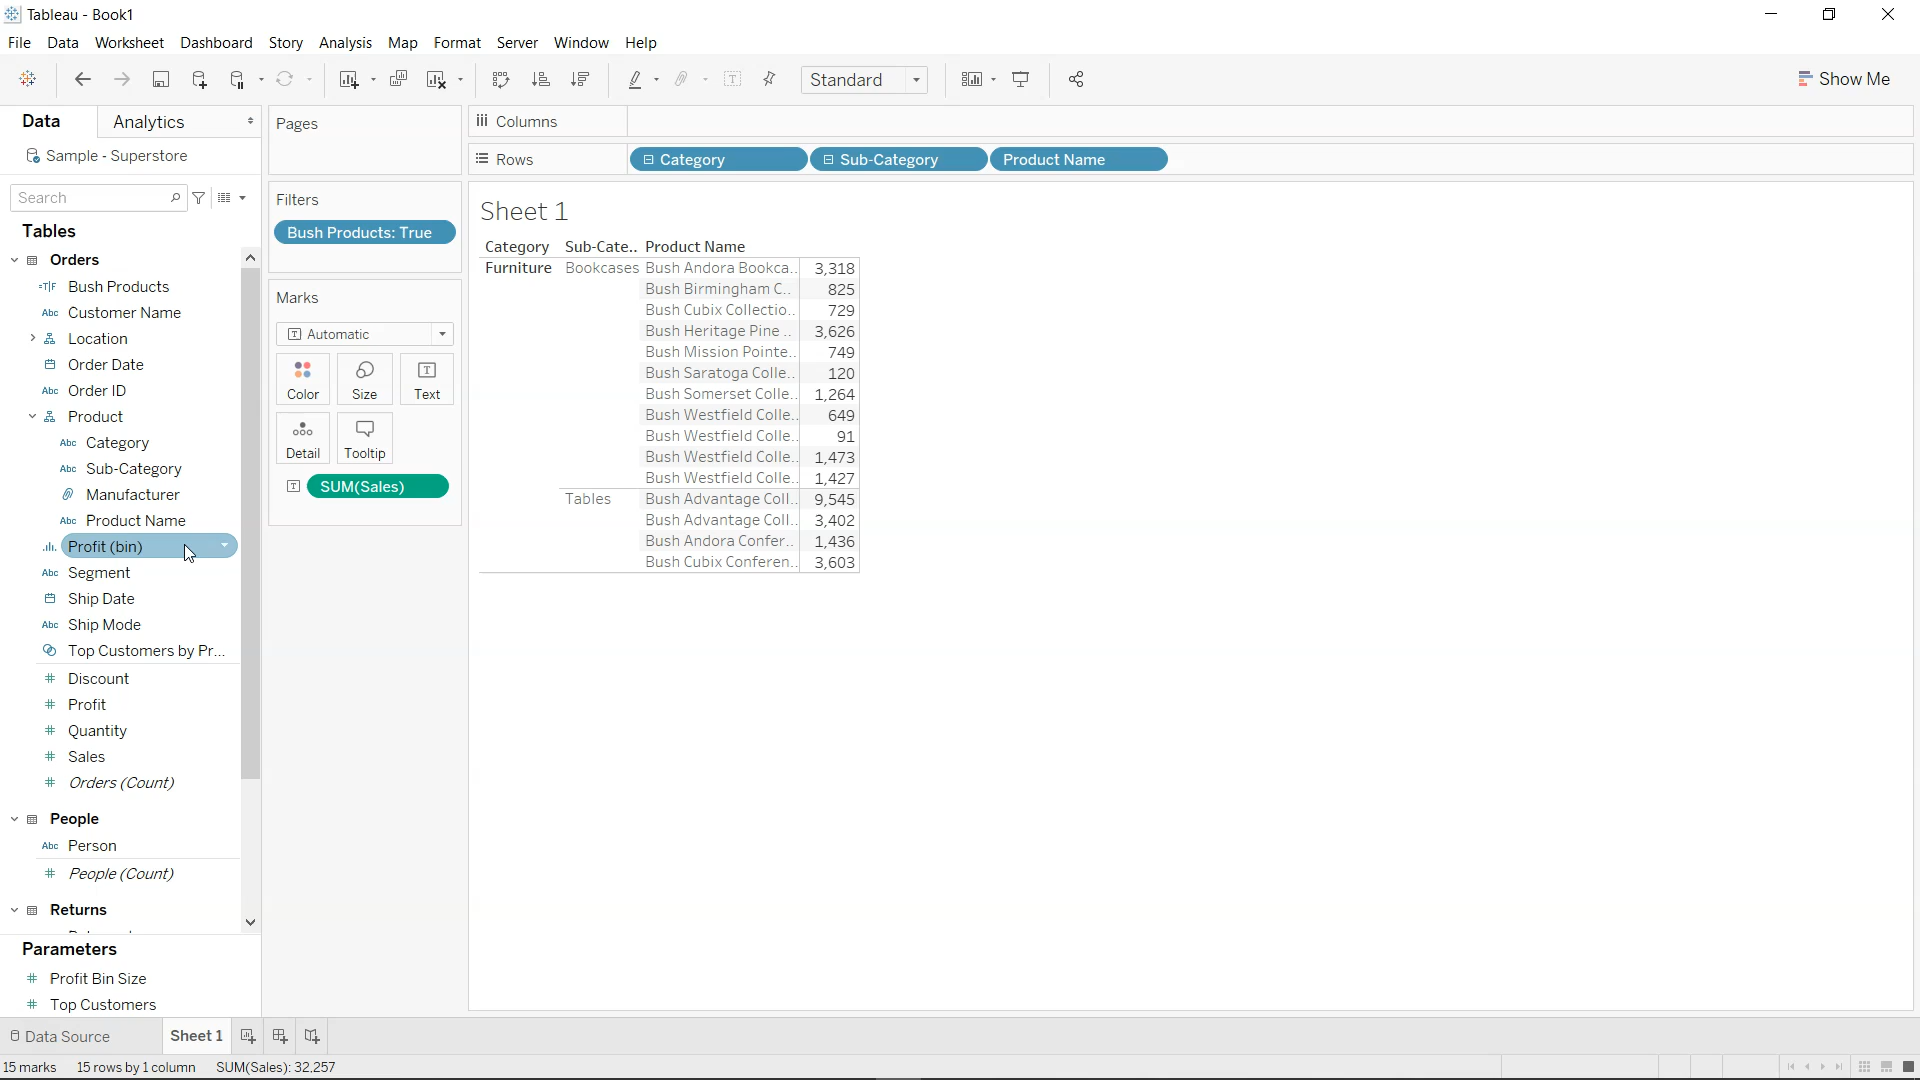 Tableau - Book1
File Data Worksheet Dashboard Story Analysis Map Format Server Window Help
Standard
Show Me
Data Analytics
Sample - Superstore
Search
Tables
Orders
=T|F Bush Products
Abc Customer Name
Location
Order Date
Abc Order ID
Product
Abc Category
Abc Sub-Category
Manufacturer
Abc Product Name
Profit (bin)
Abc Segment
Ship Date
Abc Ship Mode
Top Customers by Pr...
# Discount
# Profit
# Quantity
# Sales
# Orders (Count)
People
Abc Person
# People (Count)
Returns
Parameters
# Profit Bin Size
# Top Customers
Pages
Filters
Bush Products: True
Marks
Automatic
Color Size Text
Detail Tooltip
SUM(Sales)
Columns
Rows Category Sub-Category Product Name
Sheet 1
Category Sub-Cate.. Product Name
Furniture Bookcases Bush Andora Bookca.. 3,318
Bush Birmingham C.. 825
Bush Cubix Collectio.. 729
Bush Heritage Pine .. 3,626
Bush Mission Pointe.. 749
Bush Saratoga Colle.. 120
Bush Somerset Colle.. 1,264
Bush Westfield Colle.. 649
Bush Westfield Colle.. 91
Bush Westfield Colle.. 1,473
Bush Westfield Colle.. 1,427
Tables Bush Advantage Coll.. 9,545
Bush Advantage Coll.. 3,402
Bush Andora Confer.. 1,436
Bush Cubix Conferen.. 3,603
Data Source Sheet 1
15 marks 15 rows by 1 column SUM(Sales): 32,257